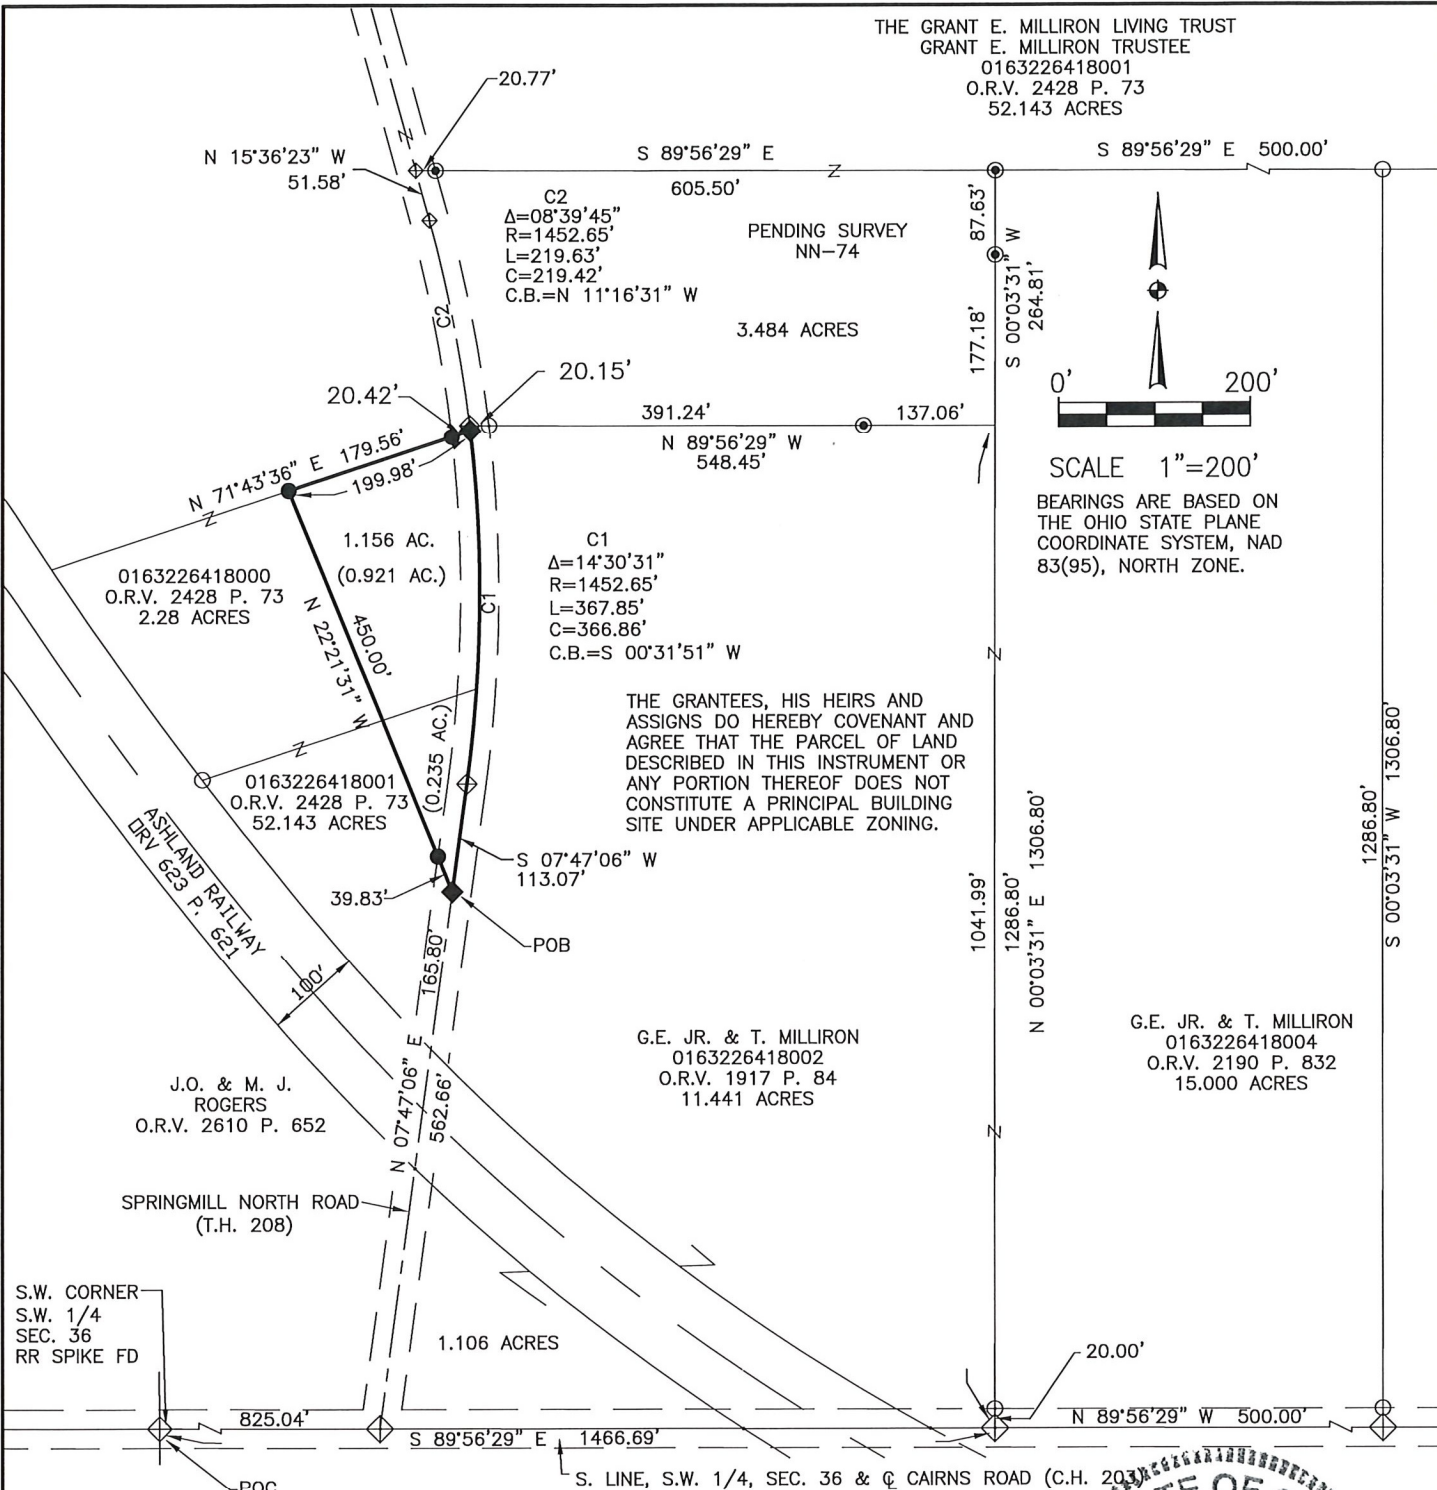 THE GRANT E. MILLIRON LIVING TRUST
GRANT E. MILLIRON TRUSTEE
0163226418001
O.R.V. 2428 P. 73
52.143 ACRES
20.77'
N 15°36'23" W
51.58'
S 89°56'29" E
605.50'
S 89°56'29" E 500.00'
C2
Δ=08°39'45"
R=1452.65'
L=219.63'
C=219.42'
C.B.=N 11°16'31" W
PENDING SURVEY
NN-74
3.484 ACRES
87.63'
177.18'
S 00°03'31" W
264.81'
C2
20.42'
20.15'
391.24'
137.06'
N 89°56'29" W
548.45'
0' 200'
SCALE 1"=200'
BEARINGS ARE BASED ON
THE OHIO STATE PLANE
COORDINATE SYSTEM, NAD
83(95), NORTH ZONE.
N 71°43'36" E 179.56'
199.98'
1.156 AC.
(0.921 AC.)
C1
C1
Δ=14°30'31"
R=1452.65'
L=367.85'
C=366.86'
C.B.=S 00°31'51" W
0163226418000
O.R.V. 2428 P. 73
2.28 ACRES
450.00'
N 22°21'31" W
THE GRANTEES, HIS HEIRS AND
ASSIGNS DO HEREBY COVENANT AND
AGREE THAT THE PARCEL OF LAND
DESCRIBED IN THIS INSTRUMENT OR
ANY PORTION THEREOF DOES NOT
CONSTITUTE A PRINCIPAL BUILDING
SITE UNDER APPLICABLE ZONING.
(0.235 AC.)
0163226418001
O.R.V. 2428 P. 73
52.143 ACRES
ASHLAND RAILWAY
ORV 623 P. 621
100'
S 07°47'06" W
113.07'
39.83'
POB
165.80'
N 07°47'06" E
562.66'
1041.99'
1286.80'
N 00°03'31" E 1306.80'
1286.80'
S 00°03'31" W 1306.80'
G.E. JR. & T. MILLIRON
0163226418002
O.R.V. 1917 P. 84
11.441 ACRES
G.E. JR. & T. MILLIRON
0163226418004
O.R.V. 2190 P. 832
15.000 ACRES
J.O. & M. J.
ROGERS
O.R.V. 2610 P. 652
SPRINGMILL NORTH ROAD
(T.H. 208)
S.W. CORNER
S.W. 1/4
SEC. 36
RR SPIKE FD
1.106 ACRES
20.00'
825.04'
S 89°56'29" E 1466.69'
N 89°56'29" W 500.00'
POC
S. LINE, S.W. 1/4, SEC. 36 & ℄ CAIRNS ROAD (C.H. 203)
OF